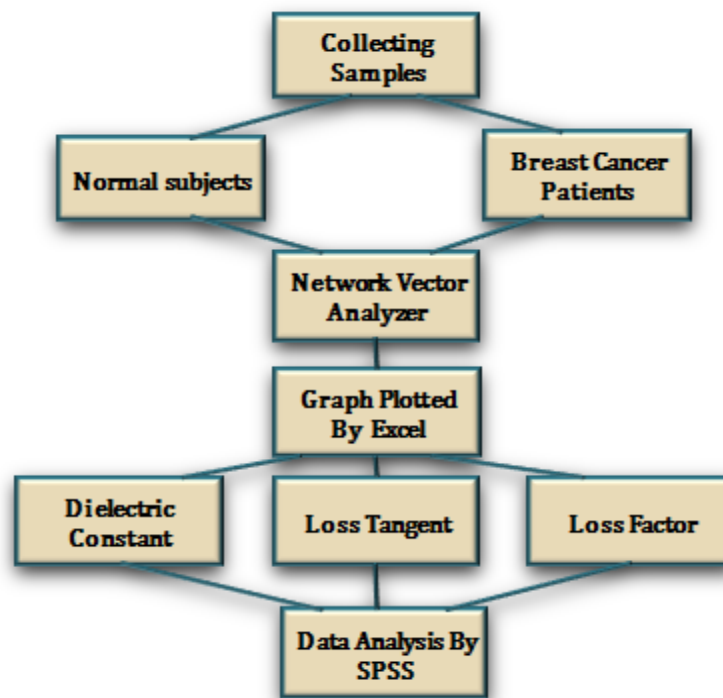 Collecting
Samples
Normal subjects
Breast Cancer
Patients
Network Vector
Analyzer
Graph Plotted
By Excel
Dielectric
Constant
Loss Tangent
Loss Factor
Data Analysis By
SPSS